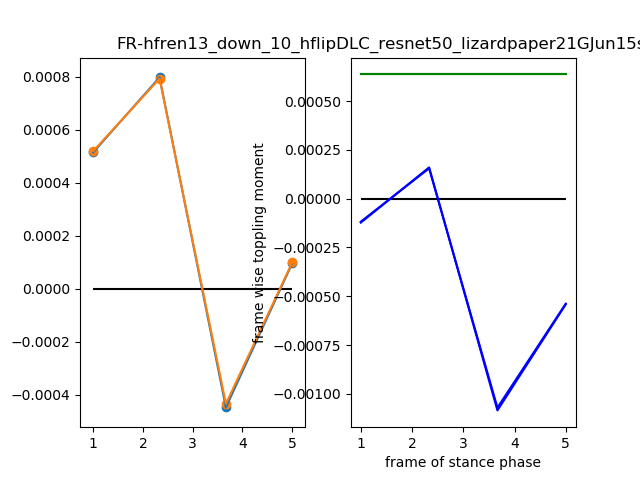 FR-hfren13_down_10_hflipDLC_resnet50_lizardpaper21GJun15s
0.0008
0.0006
0.0004
0.0002
0.0000
−0.0002
−0.0004
1 2 3 4 5
frame wise toppling moment
0.00050
0.00025
0.00000
−0.00025
−0.00050
−0.00075
−0.00100
1 2 3 4 5
frame of stance phase